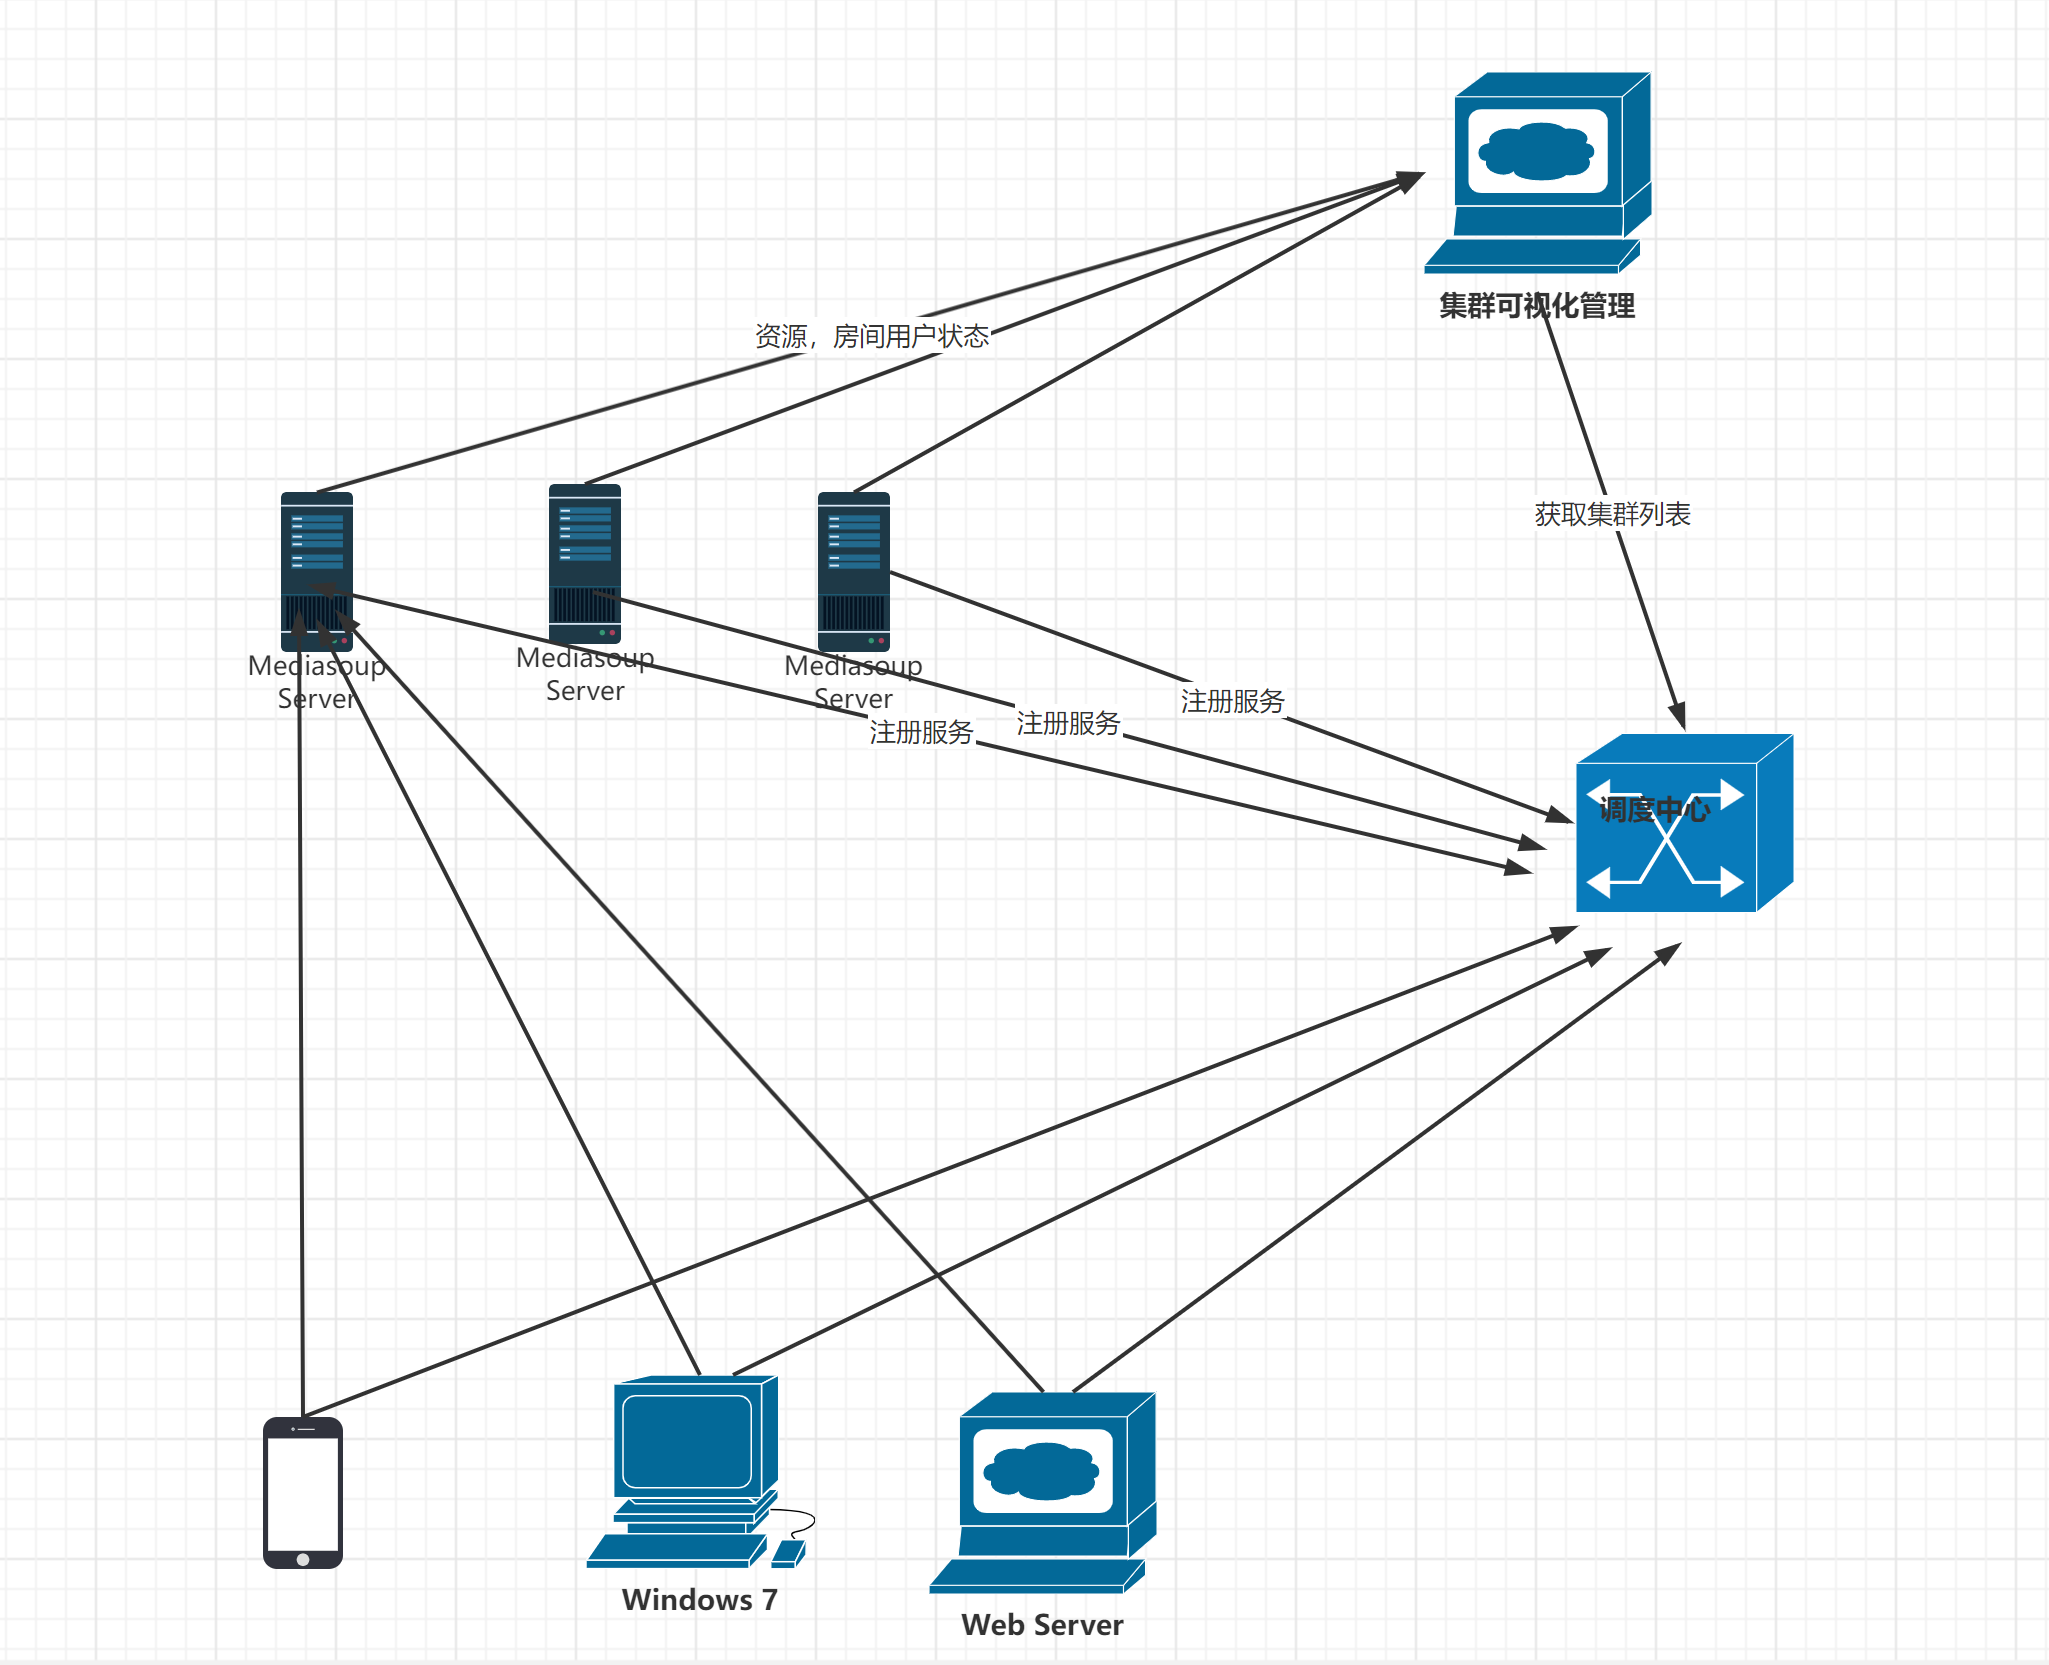 集群可视化管理
资源，房间用户状态
获取集群列表
Mediasoup
Server
Mediasoup
Server
Mediasoup
Server
注册服务
注册服务
注册服务
调度中心
Windows 7
Web Server